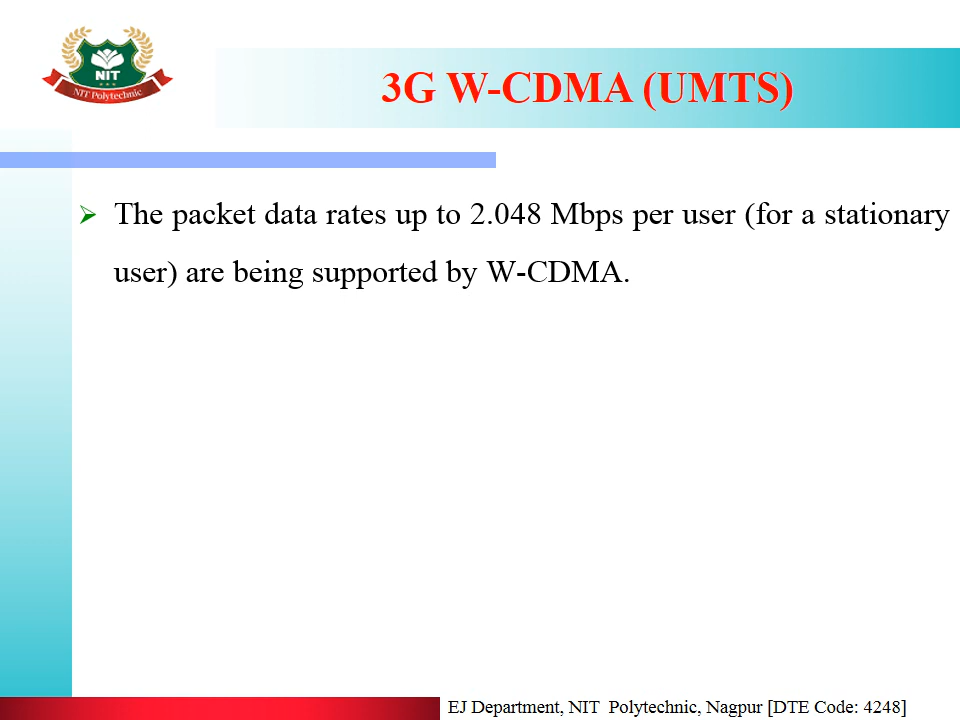 NIT
NIT Polytechnic
3G W-CDMA (UMTS)
The packet data rates up to 2.048 Mbps per user (for a stationary
user) are being supported by W-CDMA.
EJ Department, NIT Polytechnic, Nagpur [DTE Code: 4248]